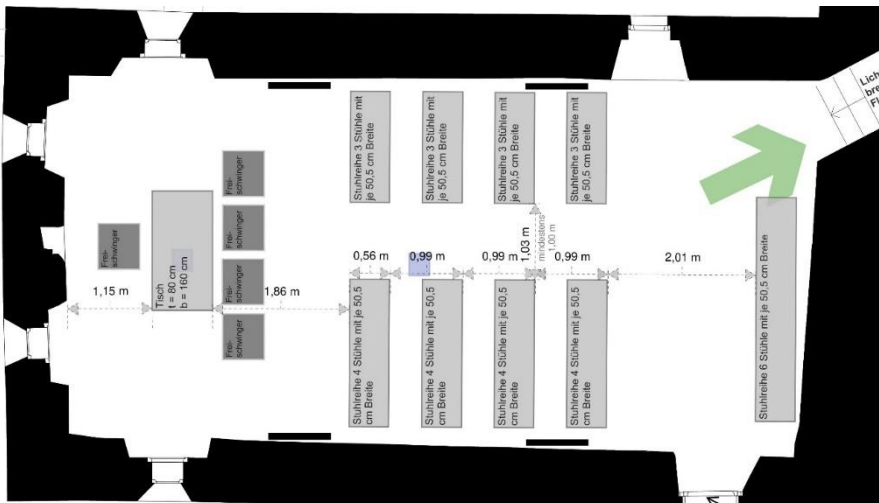 Stuhlreihe 3 Stühle mit
je 50,5 cm Breite
Stuhlreihe 3 Stühle mit
je 50,5 cm Breite
Stuhlreihe 3 Stühle mit
je 50,5 cm Breite
Stuhlreihe 3 Stühle mit
je 50,5 cm Breite
Frei-
schwinger
Frei-
schwinger
Frei-
schwinger
Frei-
schwinger
Frei-
schwinger
Tisch
t = 80 cm
b = 160 cm
1,15 m
1,86 m
0,56 m
0,99 m
0,99 m
1,03 m
mindestens
1,00 m
0,99 m
2,01 m
Stuhlreihe 4 Stühle mit je 50,5
cm Breite
Stuhlreihe 4 Stühle mit je 50,5
cm Breite
Stuhlreihe 4 Stühle mit je 50,5
cm Breite
Stuhlreihe 4 Stühle mit je 50,5
cm Breite
Stuhlreihe 6 Stühle mit je 50,5 cm Breite
Lich
bre
Fl